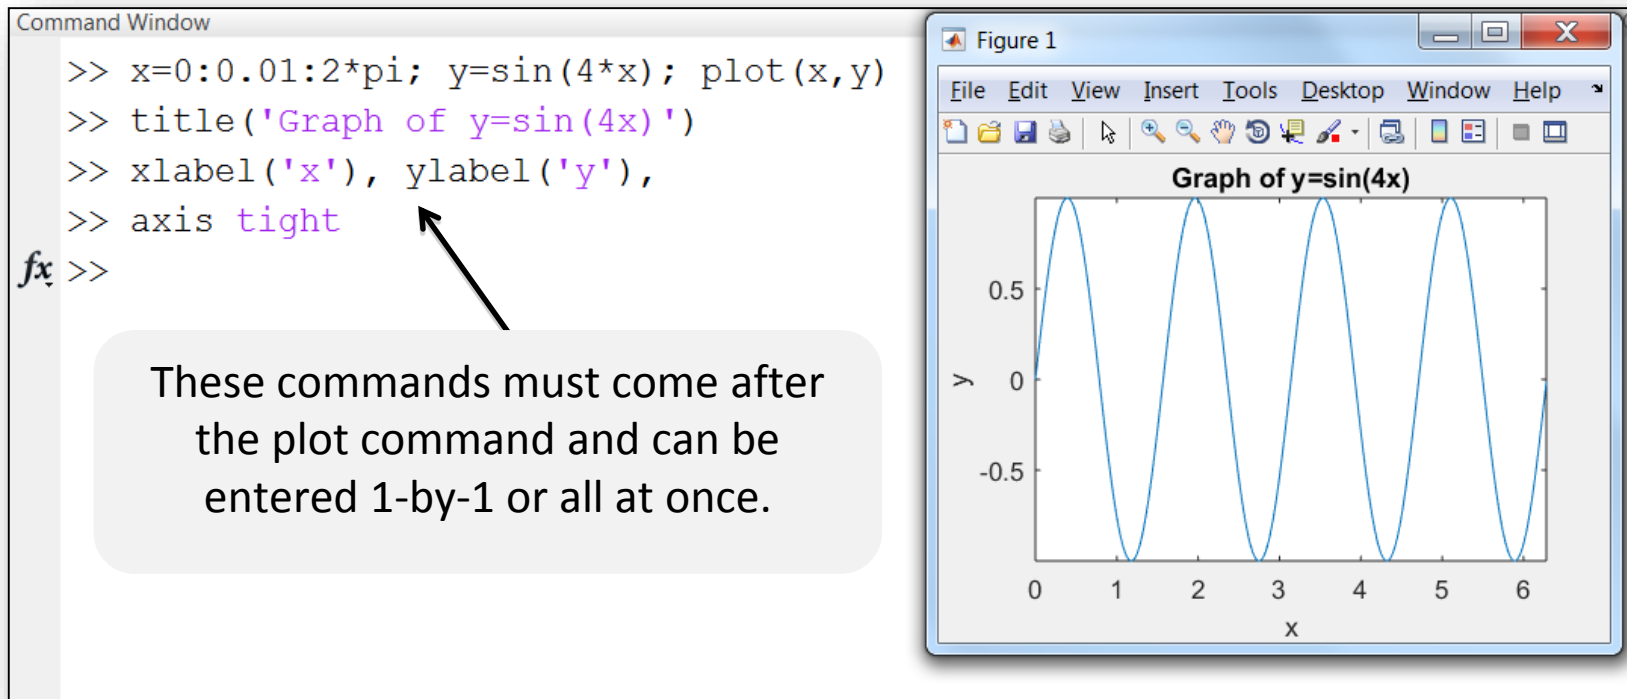 Command Window
>> x=0:0.01:2*pi; y=sin(4*x); plot(x,y)
>> title('Graph of y=sin(4x)')
>> xlabel('x'), ylabel('y'),
>> axis tight
fx >>
These commands must come after
the plot command and can be
entered 1-by-1 or all at once.
Figure 1
File Edit View Insert Tools Desktop Window Help
Graph of y=sin(4x)
0.5
0
-0.5
y
0 1 2 3 4 5 6
x